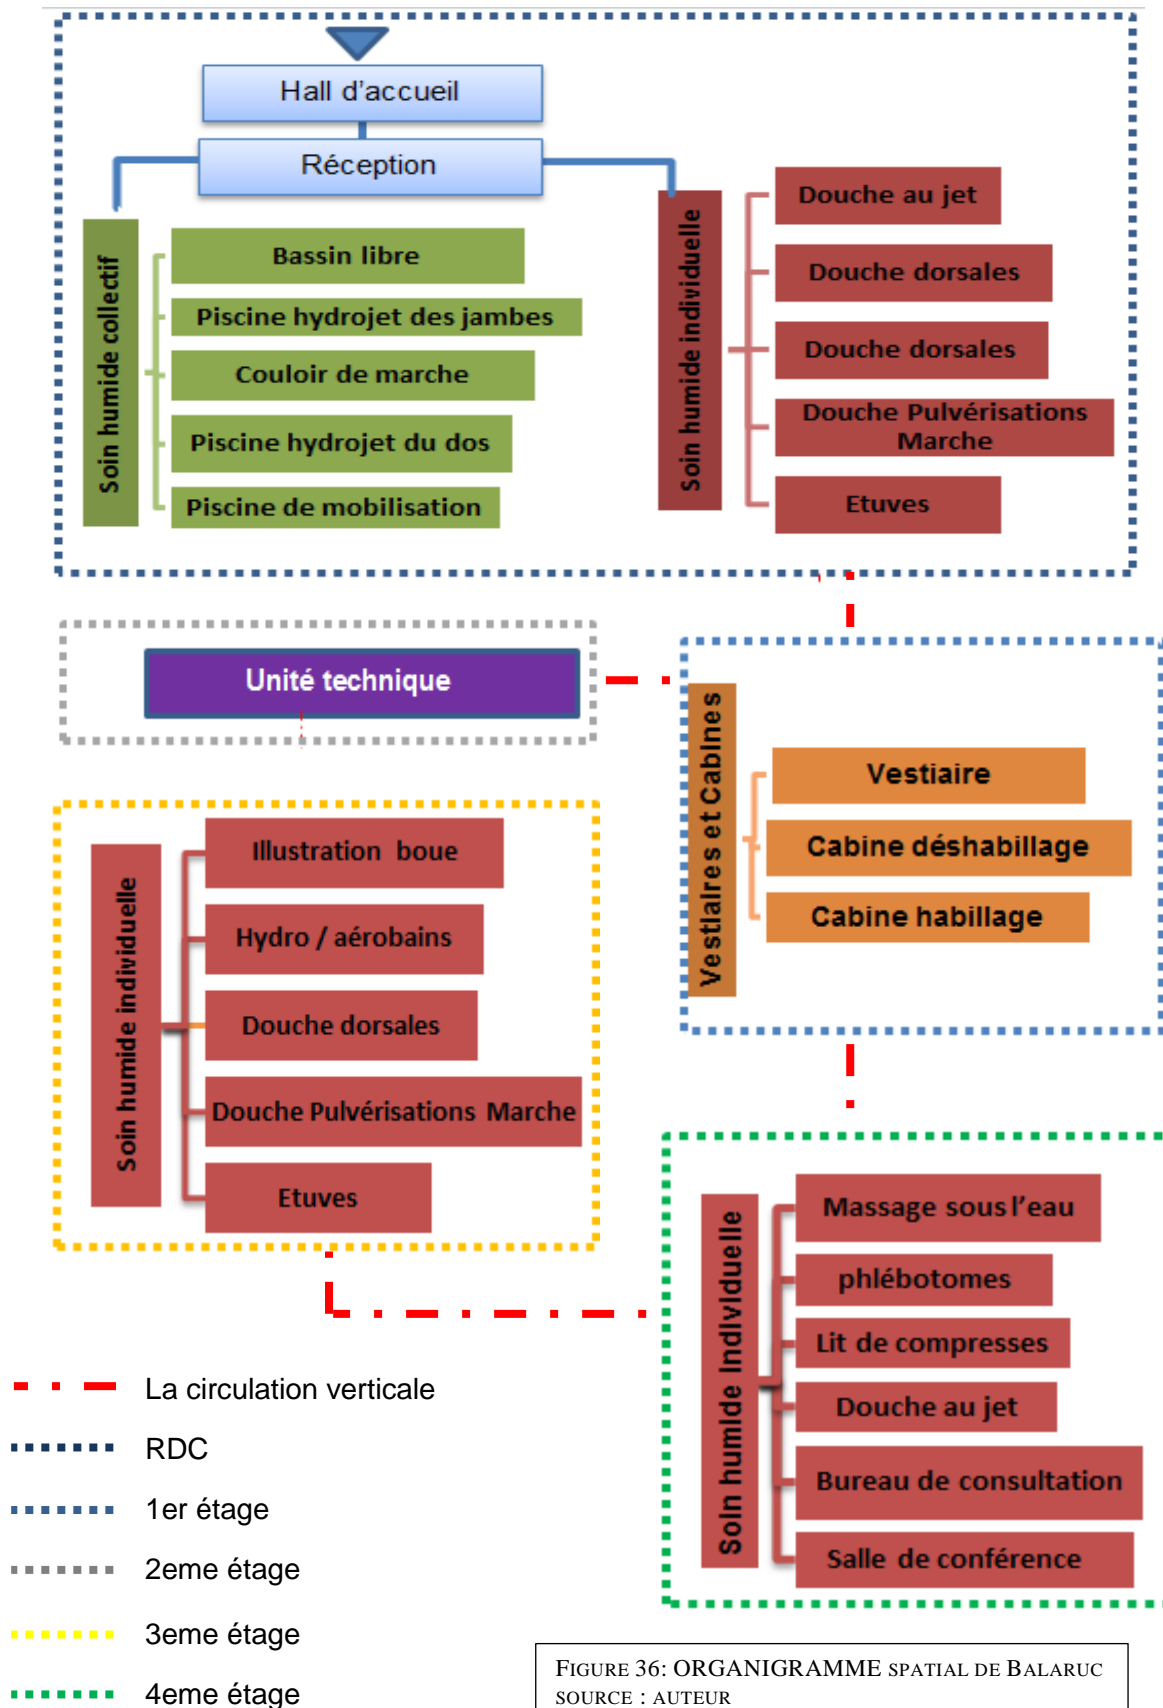 Hall d'accueil
Réception
Soin humide collectif
Bassin libre
Piscine hydrojet des jambes
Couloir de marche
Piscine hydrojet du dos
Piscine de mobilisation
Soin humide individuelle
Douche au jet
Douche dorsales
Douche dorsales
Douche Pulvérisations
Marche
Etuves
Unité technique
Vestiaires et Cabines
Vestiaire
Cabine déshabillage
Cabine habillage
Soin humide individuelle
Illustration boue
Hydro / aérobains
Douche dorsales
Douche Pulvérisations Marche
Etuves
Soin humide Individuelle
Massage sous l'eau
phlébotomes
Lit de compresses
Douche au jet
Bureau de consultation
Salle de conférence
La circulation verticale
RDC
1er étage
2eme étage
3eme étage
4eme étage
FIGURE 36: ORGANIGRAMME SPATIAL DE BALARUC
SOURCE : AUTEUR